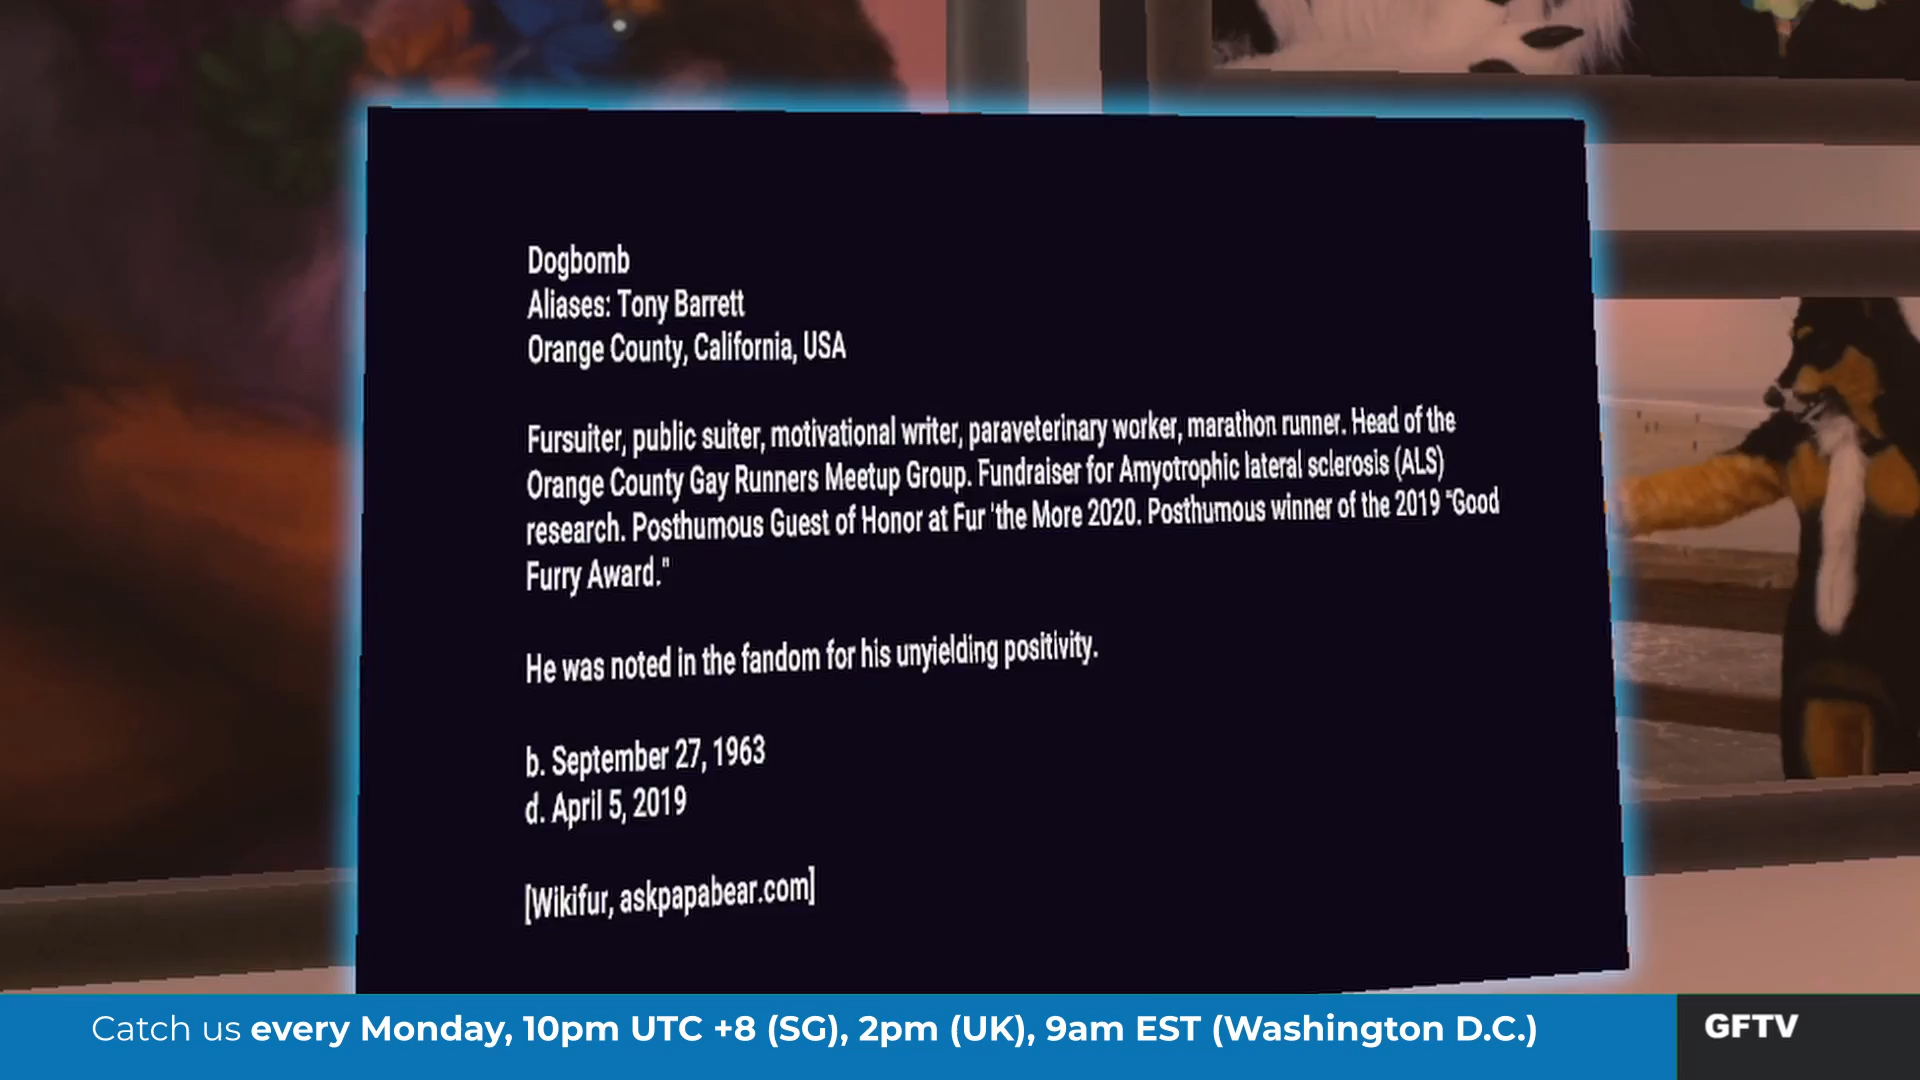 Dogbomb
Aliases: Tony Barrett
Orange County, California, USA
Fursuiter, public suiter, motivational writer, paraveterinary worker, marathon runner. Head of the
Orange County Gay Runners Meetup Group. Fundraiser for Amyotrophic lateral sclerosis (ALS)
research. Posthumous Guest of Honor at Fur 'the More 2020. Posthumous winner of the 2019 "Good
Furry Award."
He was noted in the fandom for his unyielding positivity.
b. September 27, 1963
d. April 5, 2019
[Wikifur, askpapabear.com]
Catch us every Monday, 10pm UTC +8 (SG), 2pm (UK), 9am EST (Washington D.C.)
GFTV